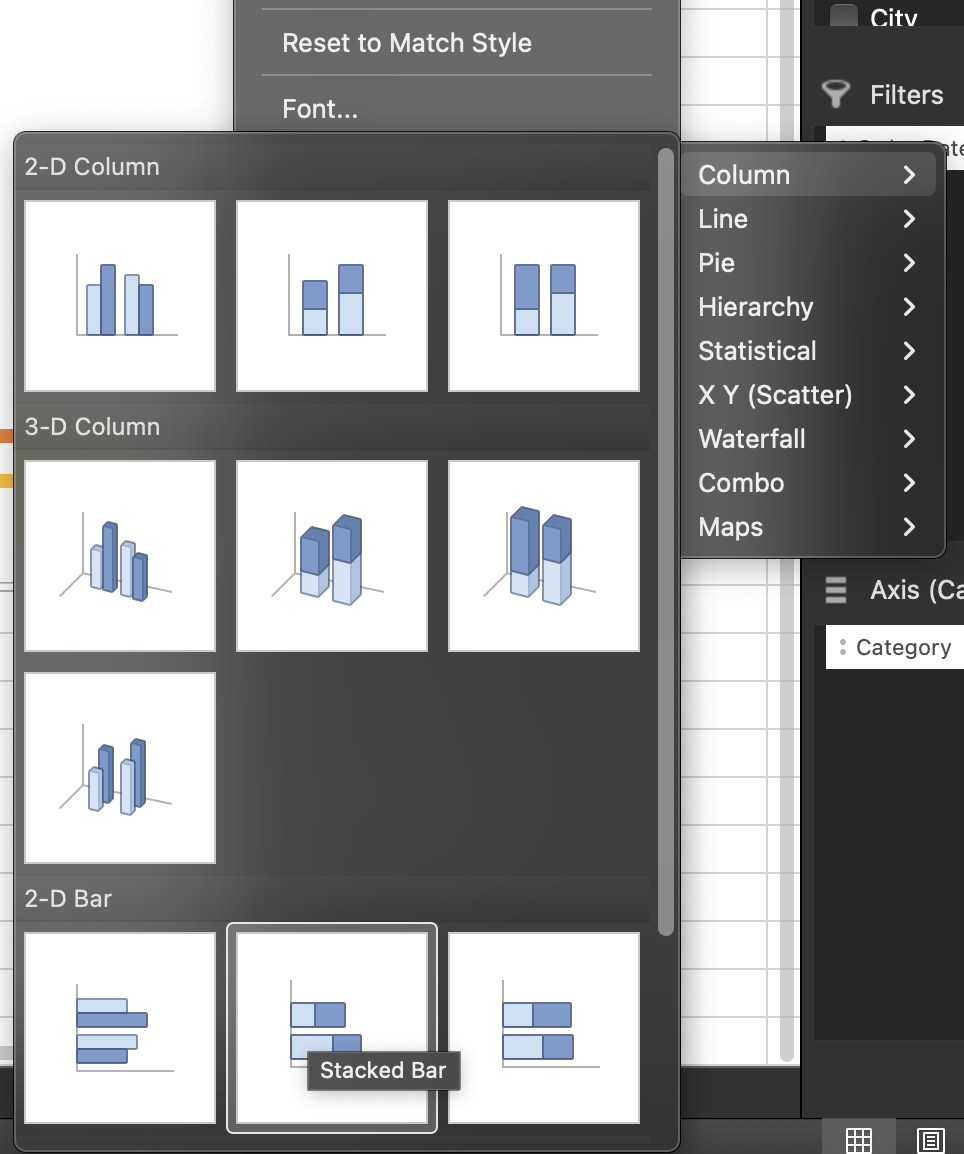 City
Reset to Match Style
Filters
Font...
2-D Column
Column
Line
Pie
Hierarchy
Statistical
X Y (Scatter)
Waterfall
Combo
Maps
3-D Column
Axis (Ca
Category
2-D Bar
Stacked Bar